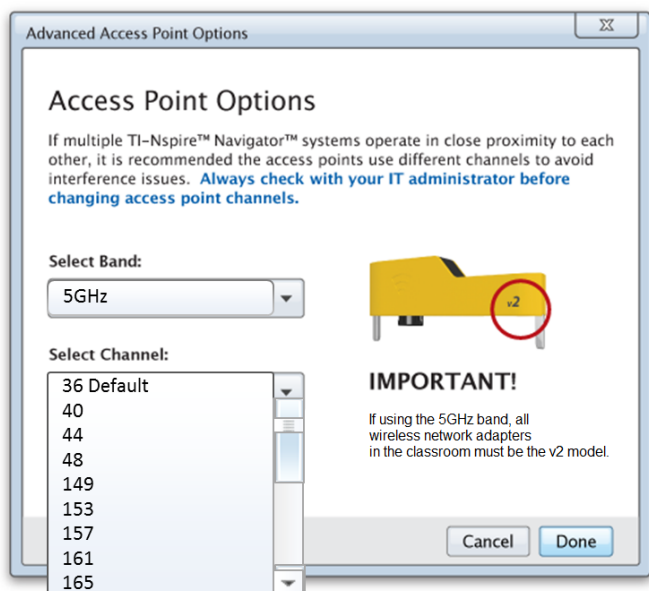 Advanced Access Point Options
Access Point Options
If multiple TI-Nspire™ Navigator™ systems operate in close proximity to each
other, it is recommended the access points use different channels to avoid
interference issues. Always check with your IT administrator before
changing access point channels.
Select Band:
5GHz
v2
Select Channel:
36 Default
40
44
48
149
153
157
161
165
IMPORTANT!
If using the 5GHz band, all
wireless network adapters
in the classroom must be the v2 model.
Cancel
Done